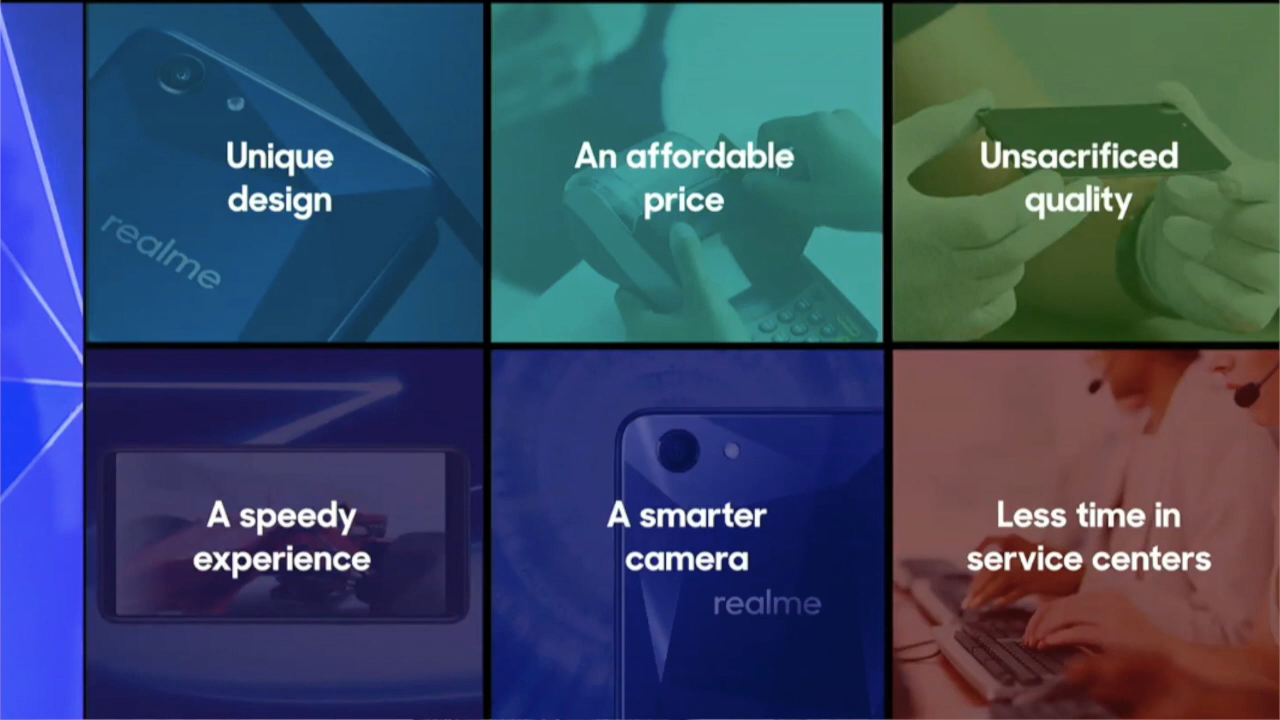 Unique
design
realme
An affordable
price
Unsacrificed
quality
A speedy
experience
A smarter
camera
realme
Less time in
service centers